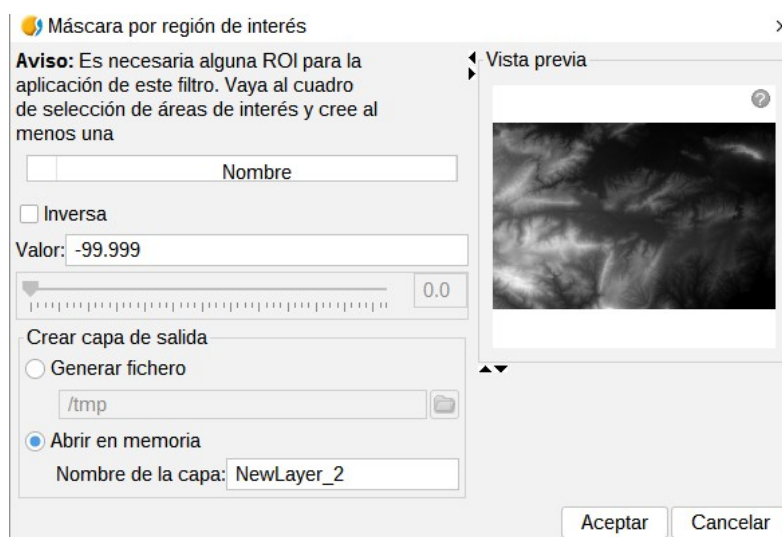 Máscara por región de interés
Aviso: Es necesaria alguna ROI para la
aplicación de este filtro. Vaya al cuadro
de selección de áreas de interés y cree al
menos una
Nombre
Inversa
Valor: -99.999
0.0
Crear capa de salida
Generar fichero
/tmp
Abrir en memoria
Nombre de la capa: NewLayer_2
Vista previa
?
Aceptar
Cancelar